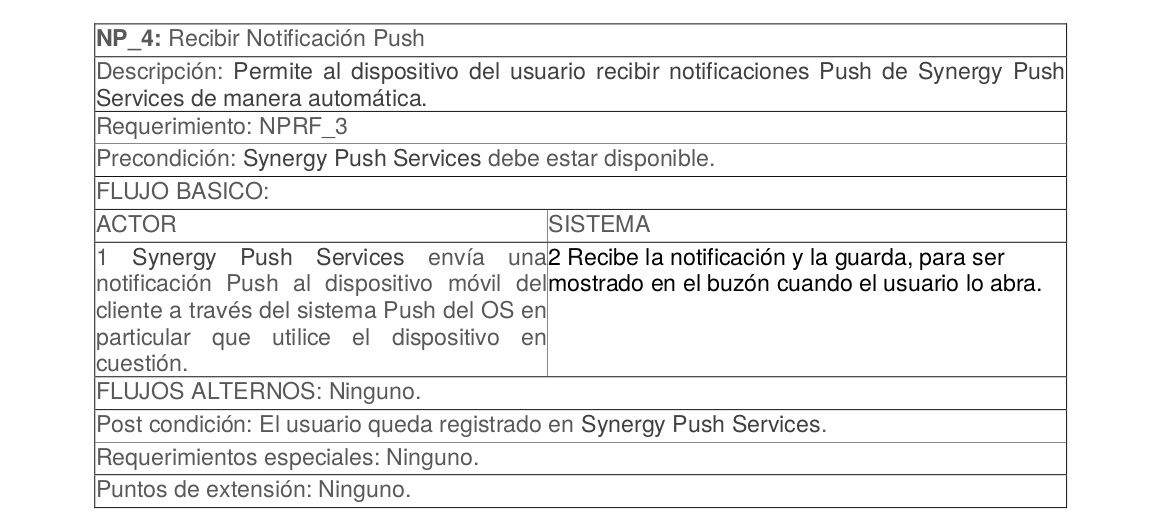 NP_4: Recibir Notificación Push
Descripción: Permite al dispositivo del usuario recibir notificaciones Push de Synergy Push
Services de manera automática.
Requerimiento: NPRF_3
Precondición: Synergy Push Services debe estar disponible.
FLUJO BASICO:
ACTOR
SISTEMA
1 Synergy Push Services envía una
notificación Push al dispositivo móvil del
cliente a través del sistema Push del OS en
particular que utilice el dispositivo en
cuestión.
2 Recibe la notificación y la guarda, para ser
mostrado en el buzón cuando el usuario lo abra.
FLUJOS ALTERNOS: Ninguno.
Post condición: El usuario queda registrado en Synergy Push Services.
Requerimientos especiales: Ninguno.
Puntos de extensión: Ninguno.